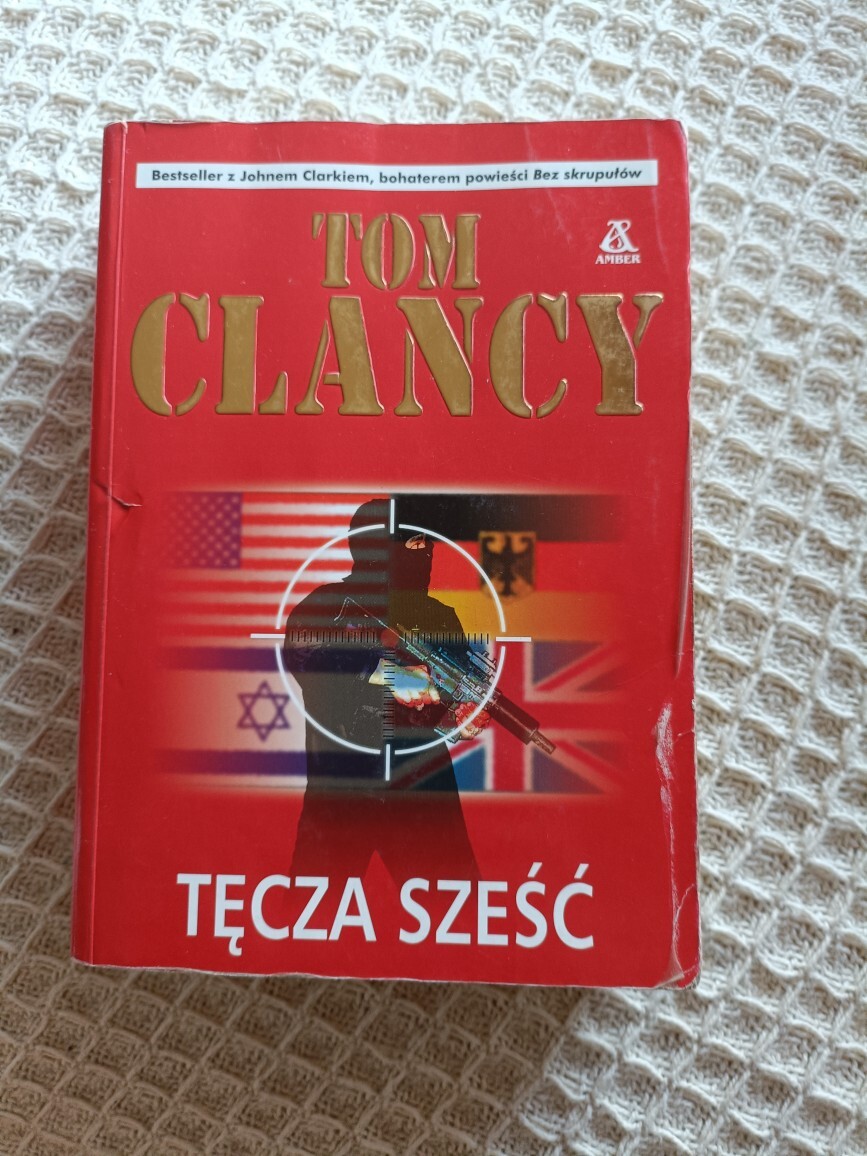 Bestseller z Johnem Clarkiem, bohaterem powieści Bez skrupułów
TOM
CLANCY
AMBER
TĘCZA SZEŚĆ